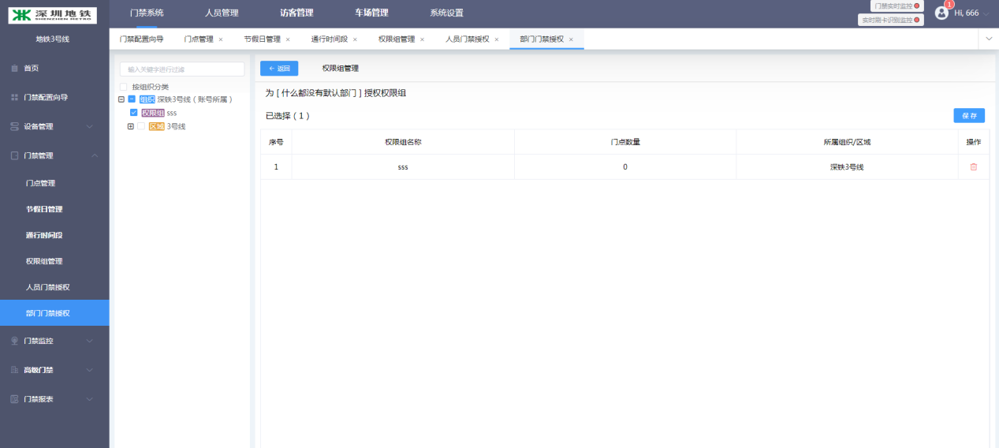 深圳地铁
SHENZHEN METRO
门禁系统
人员管理
访客管理
车场管理
系统设置
门禁实时监控
实时刷卡识别监控
1
Hi, 666
地铁3号线
首页
门禁配置向导
设备管理
门禁管理
门点管理
节假日管理
通行时间段
权限组管理
人员门禁授权
部门门禁授权
门禁监控
高级门禁
门禁报表
门禁配置向导
门点管理 ×
节假日管理 ×
通行时间段 ×
权限组管理 ×
人员门禁授权 ×
部门门禁授权 ×
输入关键字进行过滤
按组织分类
组织 深铁3号线 ( 账号所属 )
权限组 sss
区域 3号线
← 返回
权限组管理
为 [ 什么都没有默认部门 ] 授权权限组
已选择 ( 1 )
保存
序号 权限组名称 门点数量 所属组织/区域 操作
1 sss 0 深铁3号线